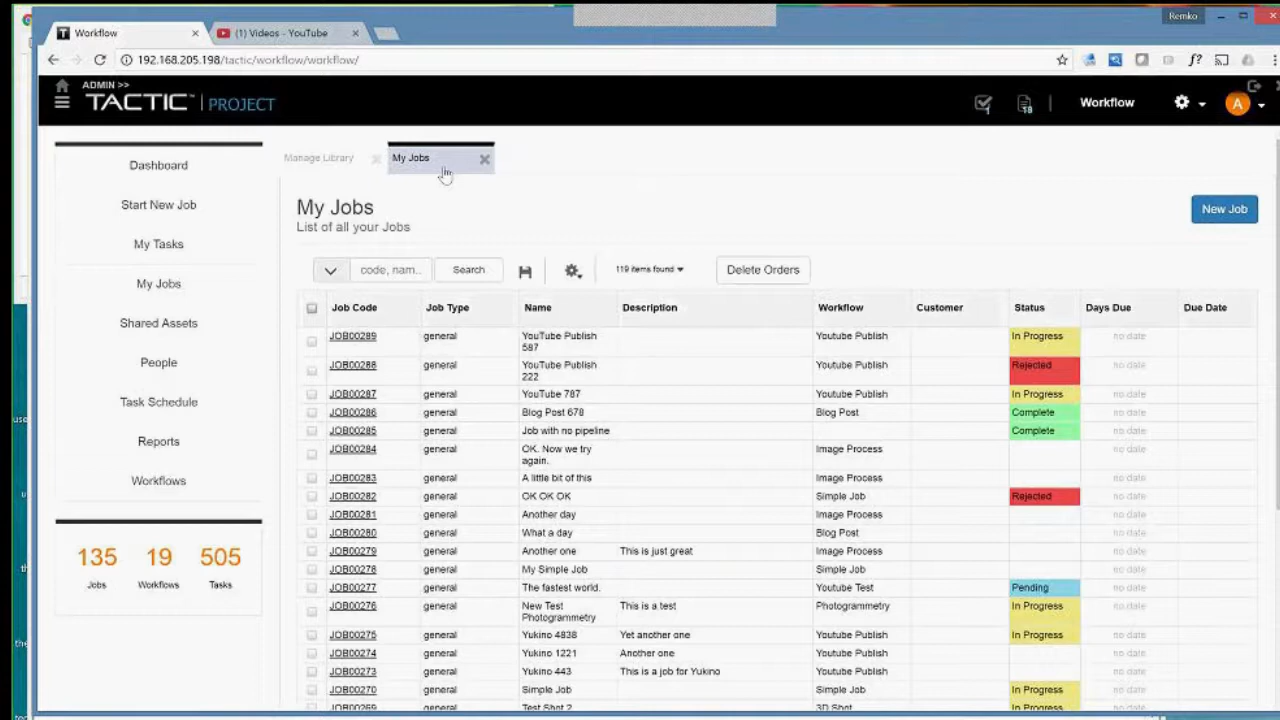 Remko
Workflow
(1) Videos - YouTube
192.168.205.198/tactic/workflow/workflow/
f?
ADMIN >>
TACTIC™ | PROJECT
18
Workflow
A
Dashboard
Start New Job
My Tasks
My Jobs
Shared Assets
People
Task Schedule
Reports
Workflows
135 19 505
Jobs Workflows Tasks
Manage Library
My Jobs
My Jobs
List of all your Jobs
New Job
code, nam...
Search
119 items found
Delete Orders
Job Code Job Type Name Description Workflow Customer Status Days Due Due Date
JOB00289 general YouTube Publish 587 Youtube Publish In Progress no date
JOB00288 general YouTube Publish 222 Youtube Publish Rejected no date
JOB00287 general YouTube 787 Youtube Publish In Progress no date
JOB00286 general Blog Post 678 Blog Post Complete no date
JOB00285 general Job with no pipeline Complete no date
JOB00284 general OK. Now we try again. Image Process no date
JOB00283 general A little bit of this Image Process no date
JOB00282 general OK OK OK Simple Job Rejected no date
JOB00281 general Another day Image Process no date
JOB00280 general What a day Blog Post no date
JOB00279 general Another one This is just great Image Process no date
JOB00278 general My Simple Job Simple Job no date
JOB00277 general The fastest world. Youtube Test Pending no date
JOB00276 general New Test Photogrammetry This is a test Photogrammetry In Progress no date
JOB00275 general Yukino 4838 Yet another one Youtube Publish In Progress no date
JOB00274 general Yukino 1221 Another one Youtube Publish no date
JOB00273 general Yukino 443 This is a job for Yukino Youtube Publish no date
JOB00270 general Simple Job Simple Job In Progress no date
JOB00269 general Test Shot 2 3D Shot In Progress no date